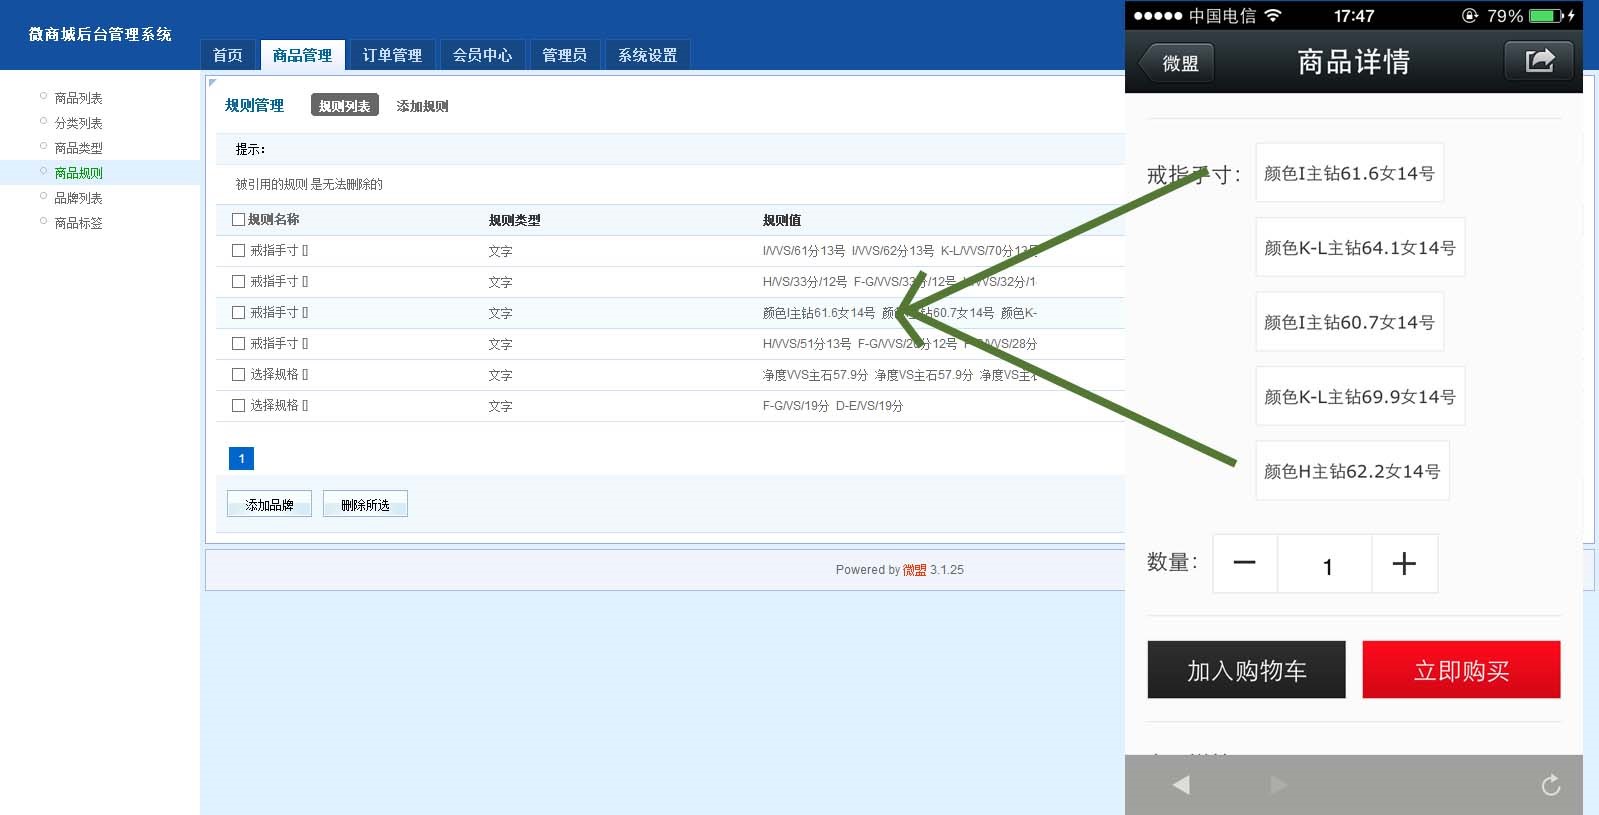 微商城后台管理系统
首页 商品管理 订单管理 会员中心 管理员 系统设置
商品列表
分类列表
商品类型
商品规则
品牌列表
商品标签
规则管理 规则列表 添加规则
提示：
被引用的规则 是无法删除的
规则名称 规则类型 规则值
戒指手寸 [] 文字 I/VVS/61分13号 I/VVS/62分13号 K-L/VVS/70分13号
戒指手寸 [] 文字 H/VS/33分/12号 F-G/VVS/33分/12号 /VVS/32分/1
戒指手寸 [] 文字 颜色I主钻61.6女14号 颜色 主钻60.7女14号 颜色K-
戒指手寸 [] 文字 H/VVS/51分13号 F-G/VVS/2 分12号 /VVS/28分
选择规格 [] 文字 净度VVS主石57.9分 净度VS主石57.9分 净度VS主石
选择规格 [] 文字 F-G/VS/19分 D-E/VS/19分
1
添加品牌 删除所选
Powered by 微盟 3.1.25
中国电信 17:47 79%
微盟 商品详情
戒指手寸： 颜色I主钻61.6女14号
颜色K-L主钻64.1女14号
颜色I主钻60.7女14号
颜色K-L主钻69.9女14号
颜色H主钻62.2女14号
数量： － 1 ＋
加入购物车 立即购买